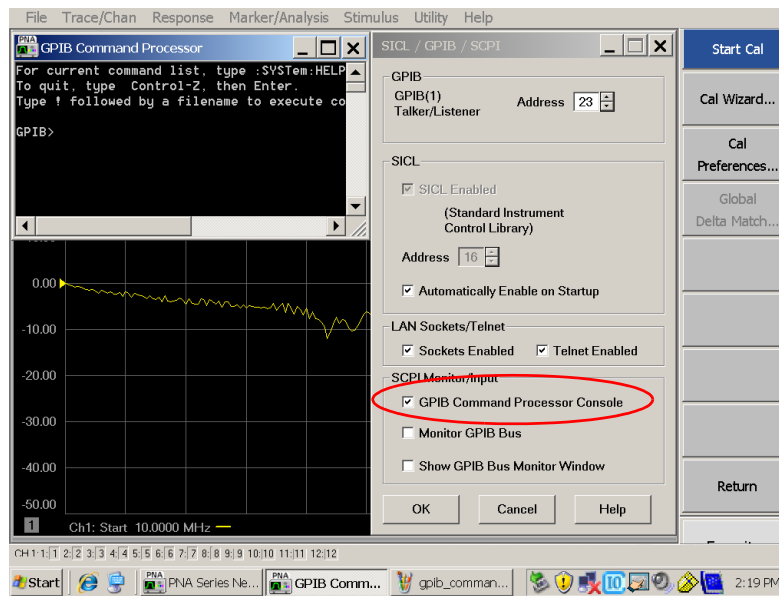 File Trace/Chan Response Marker/Analysis Stimulus Utility Help
PNA GPIB Command Processor
For current command list, type :SYSTem:HELP
To quit, type Control-Z, then Enter.
Type ! followed by a filename to execute co
GPIB>
0.00
-10.00
-20.00
-30.00
-40.00
-50.00
1 Ch1: Start 10.0000 MHz
SICL / GPIB / SCPI
GPIB
GPIB(1)
Talker/Listener
Address 23
SICL
SICL Enabled
(Standard Instrument
Control Library)
Address 16
Automatically Enable on Startup
LAN Sockets/Telnet
Sockets Enabled Telnet Enabled
SCPI Monitor/Input
GPIB Command Processor Console
Monitor GPIB Bus
Show GPIB Bus Monitor Window
OK Cancel Help
Start Cal
Cal Wizard...
Cal
Preferences...
Global
Delta Match...
Return
CH 1-1: 1 2: 2 3: 3 4: 4 5: 5 6: 6 7: 7 8: 8 9: 9 10:10 11:11 12:12
Start PNA PNA Series Ne... PNA GPIB Comm... gpib_comman... IO 2:19 PM